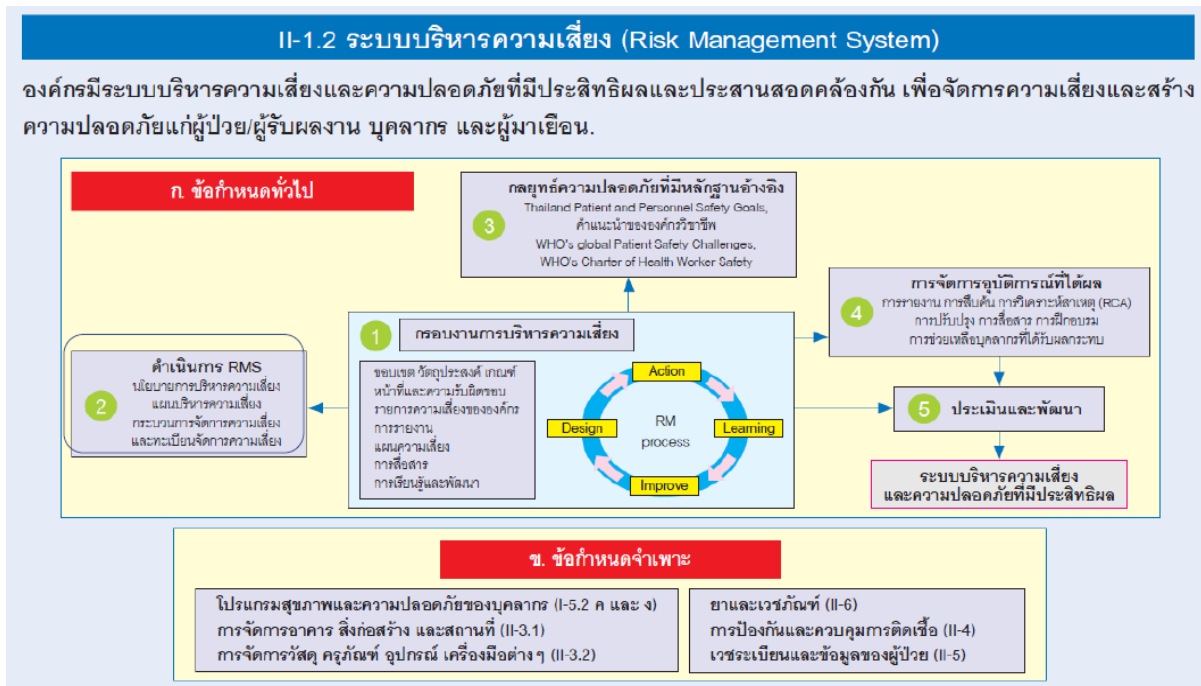 II-1.2 ระบบบริหารความเสี่ยง (Risk Management System)
องค์กรมีระบบบริหารความเสี่ยงและความปลอดภัยที่มีประสิทธิผลและประสานสอดคล้องกัน เพื่อจัดการความเสี่ยงและสร้าง
ความปลอดภัยแก่ผู้ป่วย/ผู้รับผลงาน บุคลากร และผู้มาเยือน.
ก. ข้อกำหนดทั่วไป
3
กลยุทธ์ความปลอดภัยที่มีหลักฐานอ้างอิง
Thailand Patient and Personnel Safety Goals,
คำแนะนำขององค์กรวิชาชีพ
WHO's global Patient Safety Challenges,
WHO's Charter of Health Worker Safety
4
การจัดการอุบัติการณ์ที่ได้ผล
การรายงาน การสืบค้น การวิเคราะห์สาเหตุ (RCA)
การปรับปรุง การสื่อสาร การฝึกอบรม
การช่วยเหลือบุคลากรที่ได้รับผลกระทบ
1
กรอบงานการบริหารความเสี่ยง
ขอบเขต วัตถุประสงค์ เกณฑ์
หน้าที่และความรับผิดชอบ
รายการความเสี่ยงขององค์กร
การรายงาน
แผนความเสี่ยง
การสื่อสาร
การเรียนรู้และพัฒนา
Action
Design
RM
process
Learning
Improve
2
ดำเนินการ RMS
นโยบายการบริหารความเสี่ยง
แผนบริหารความเสี่ยง
กระบวนการจัดการความเสี่ยง
และทะเบียนจัดการความเสี่ยง
5
ประเมินและพัฒนา
ระบบบริหารความเสี่ยง
และความปลอดภัยที่มีประสิทธิผล
ข. ข้อกำหนดจำเพาะ
โปรแกรมสุขภาพและความปลอดภัยของบุคลากร (I-5.2 ค และ ง)
การจัดการอาคาร สิ่งก่อสร้าง และสถานที่ (II-3.1)
การจัดการวัสดุ ครุภัณฑ์ อุปกรณ์ เครื่องมือต่าง ๆ (II-3.2)
ยาและเวชภัณฑ์ (II-6)
การป้องกันและควบคุมการติดเชื้อ (II-4)
เวชระเบียนและข้อมูลของผู้ป่วย (II-5)